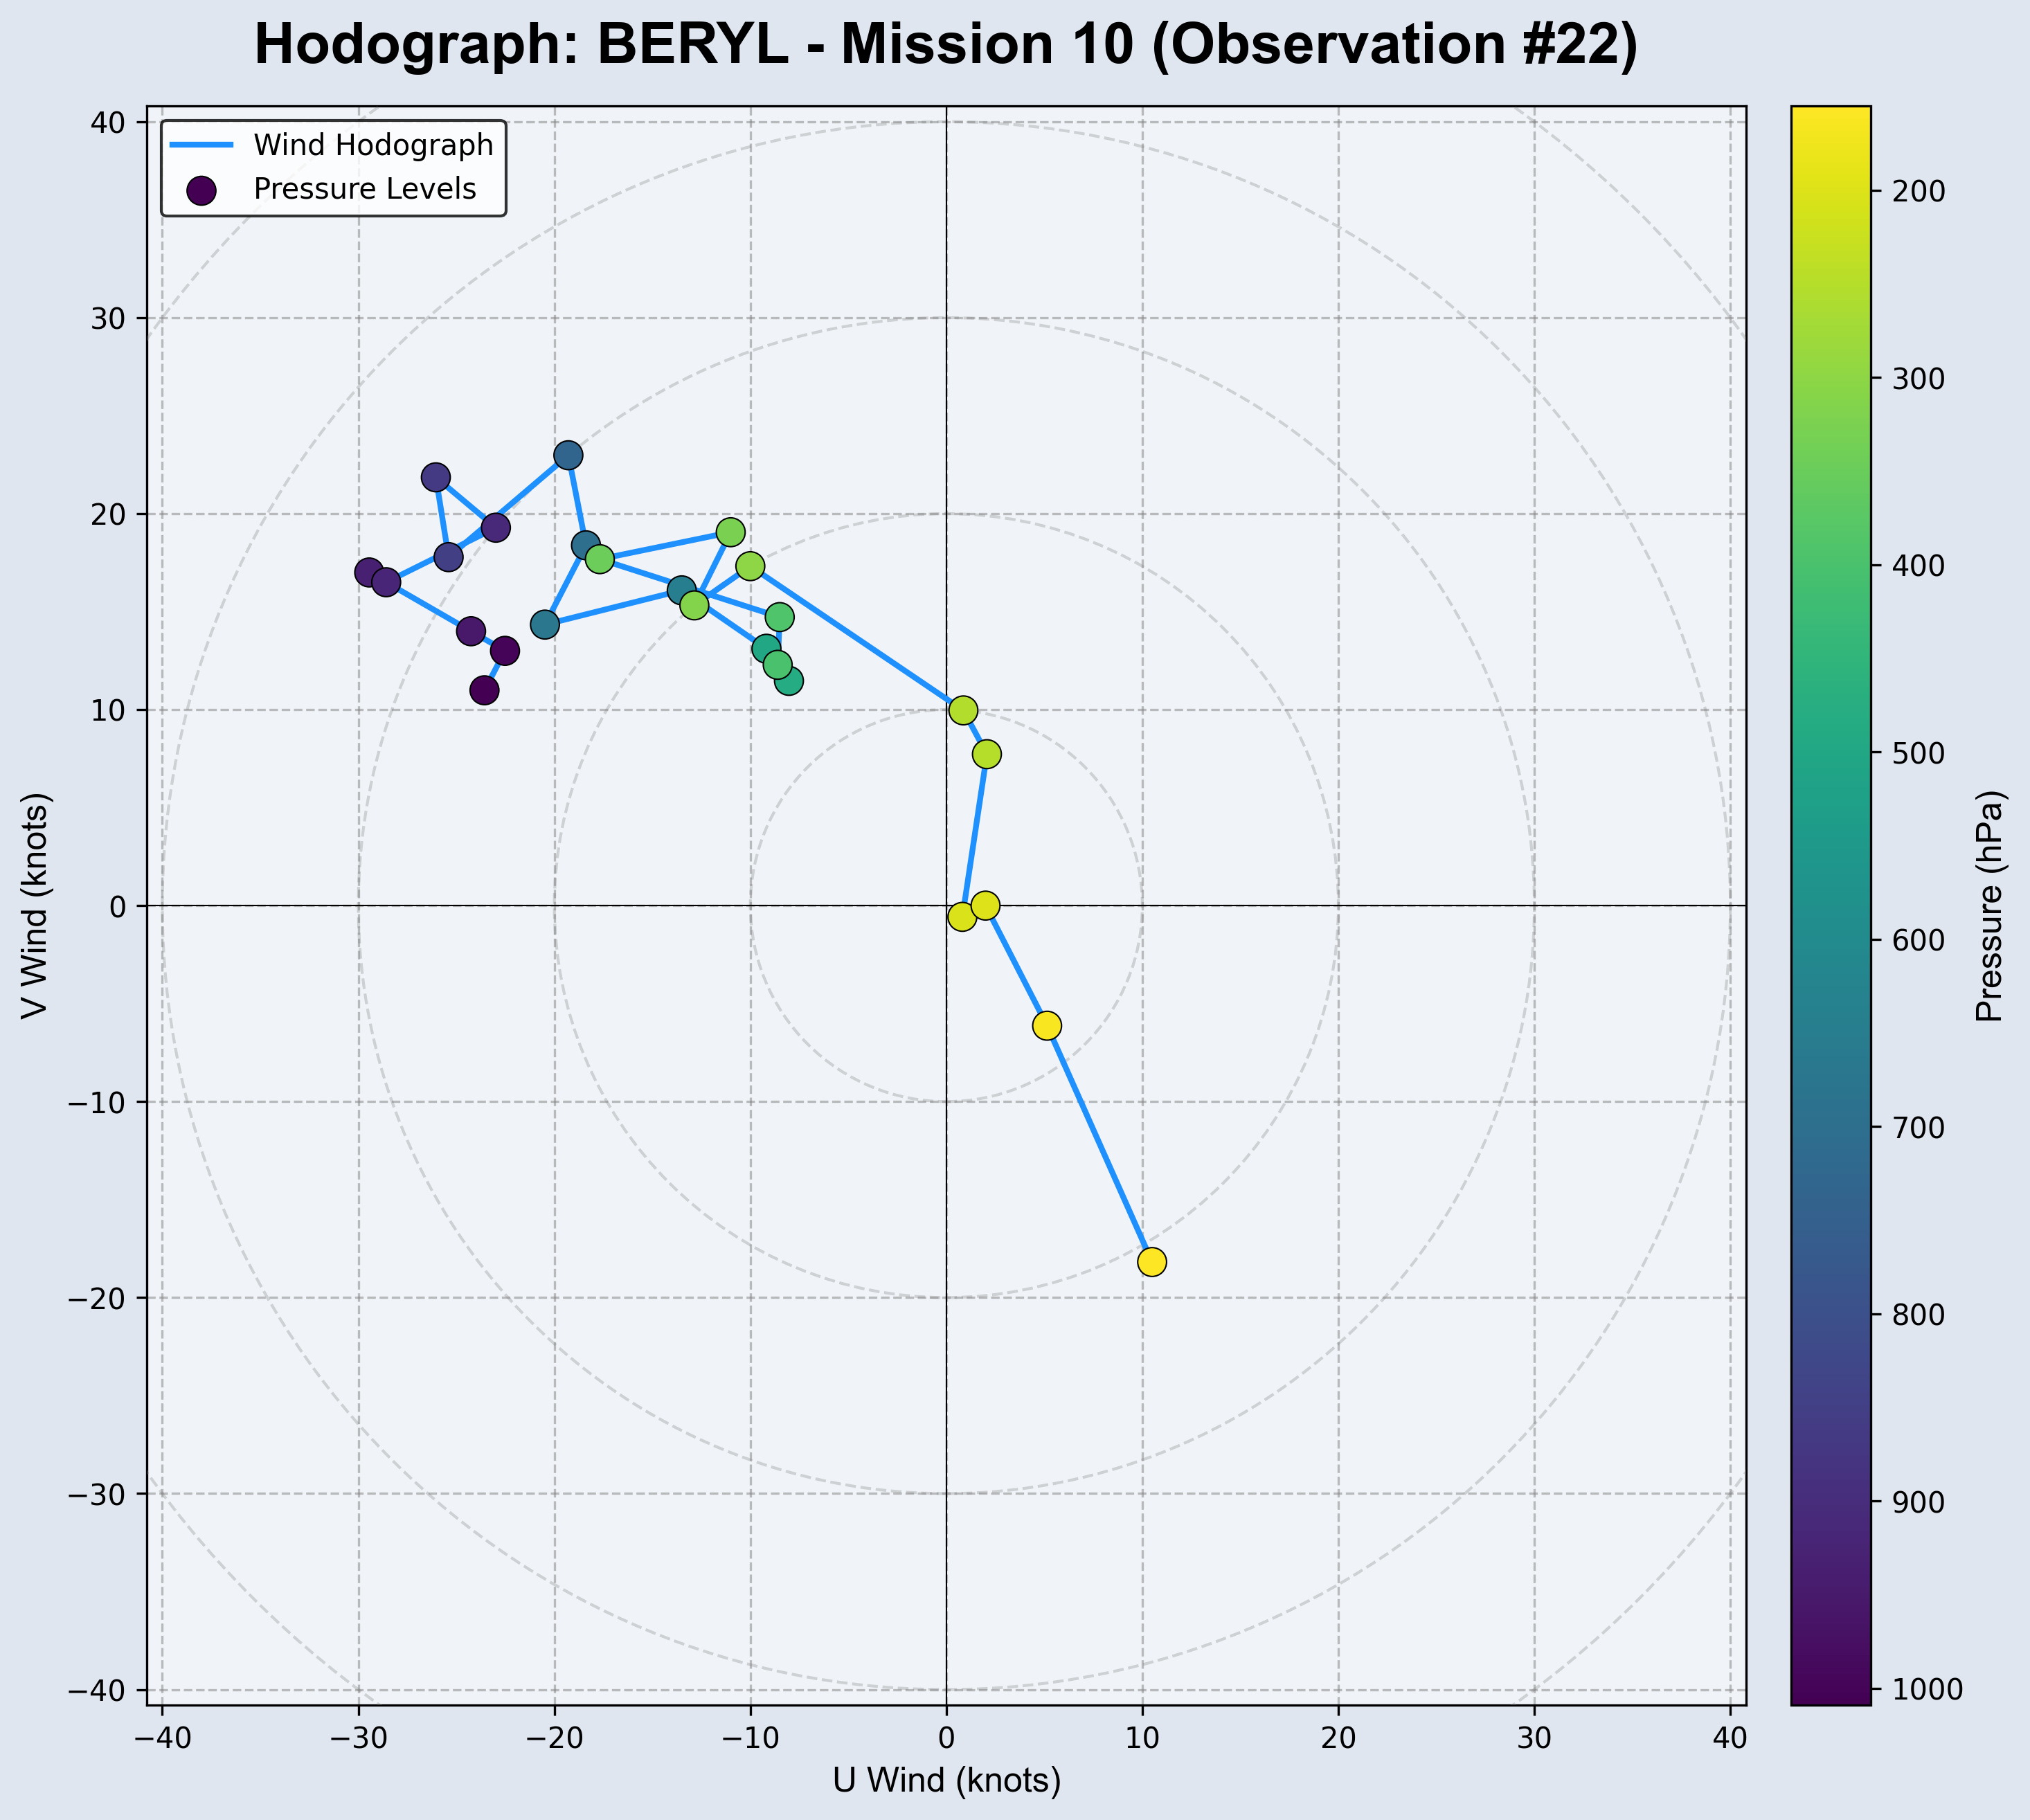 Hodograph: BERYL - Mission 10 (Observation #22)
Wind Hodograph
Pressure Levels
40
30
20
10
0
−10
−20
−30
−40
V Wind (knots)
−40 −30 −20 −10 0 10 20 30 40
U Wind (knots)
200
300
400
500
600
700
800
900
1000
Pressure (hPa)